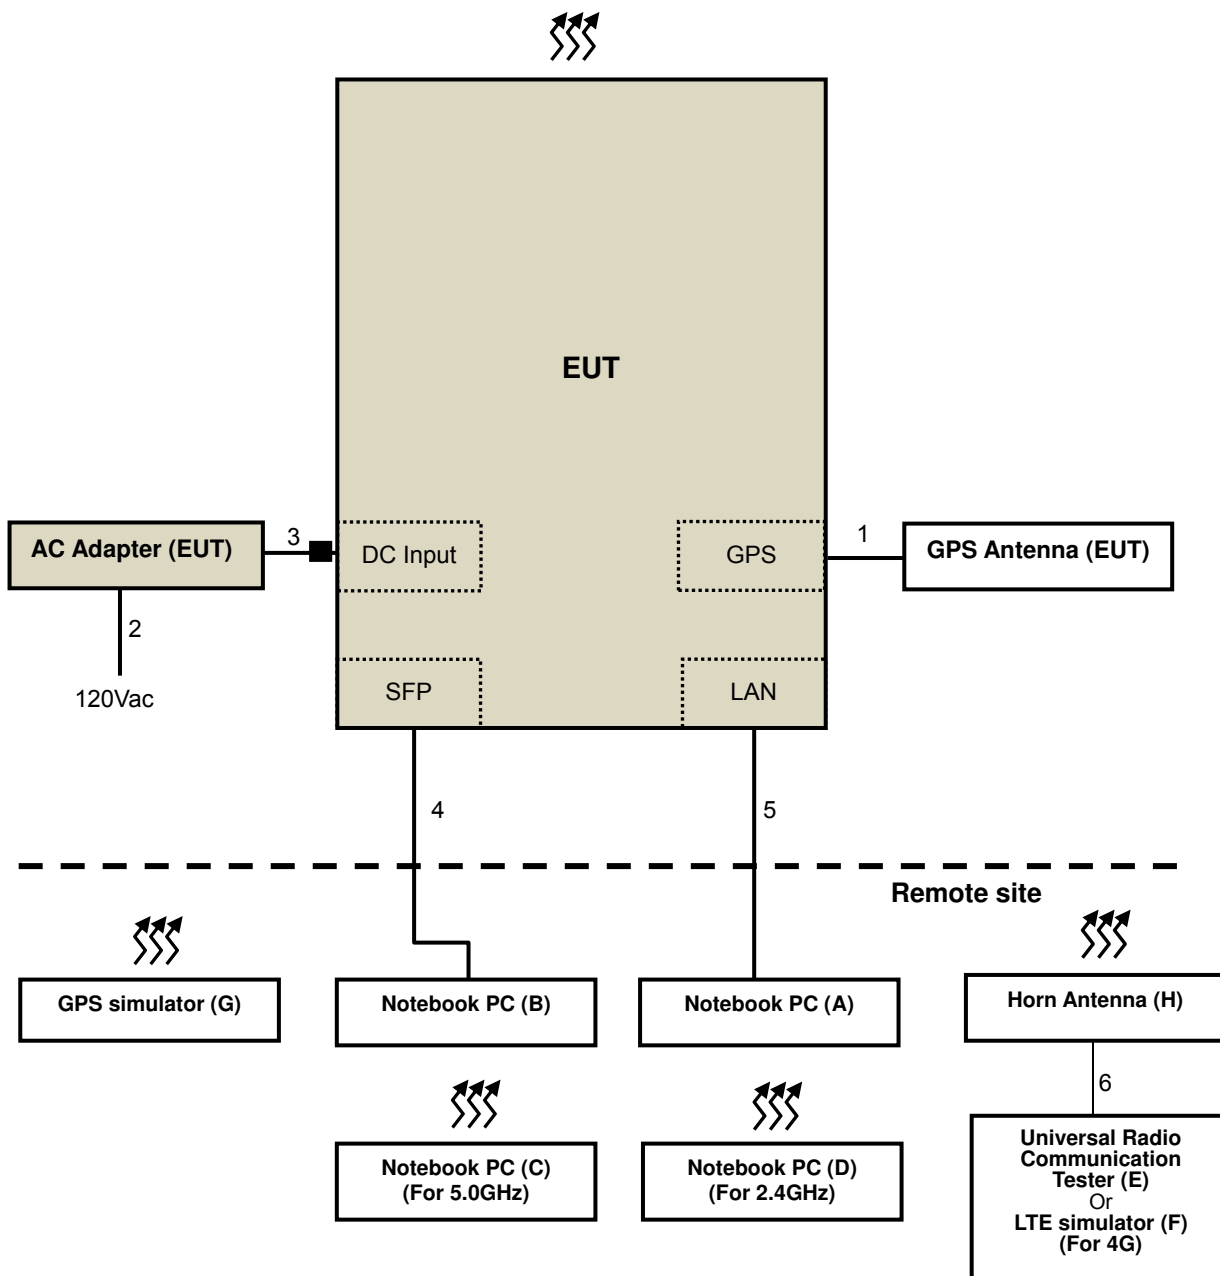 EUT
AC Adapter (EUT)
3
DC Input
GPS
1
GPS Antenna (EUT)
2
120Vac
SFP
LAN
4
5
Remote site
GPS simulator (G)
Notebook PC (B)
Notebook PC (A)
Horn Antenna (H)
6
Notebook PC (C)
(For 5.0GHz)
Notebook PC (D)
(For 2.4GHz)
Universal Radio
Communication
Tester (E)
Or
LTE simulator (F)
(For 4G)